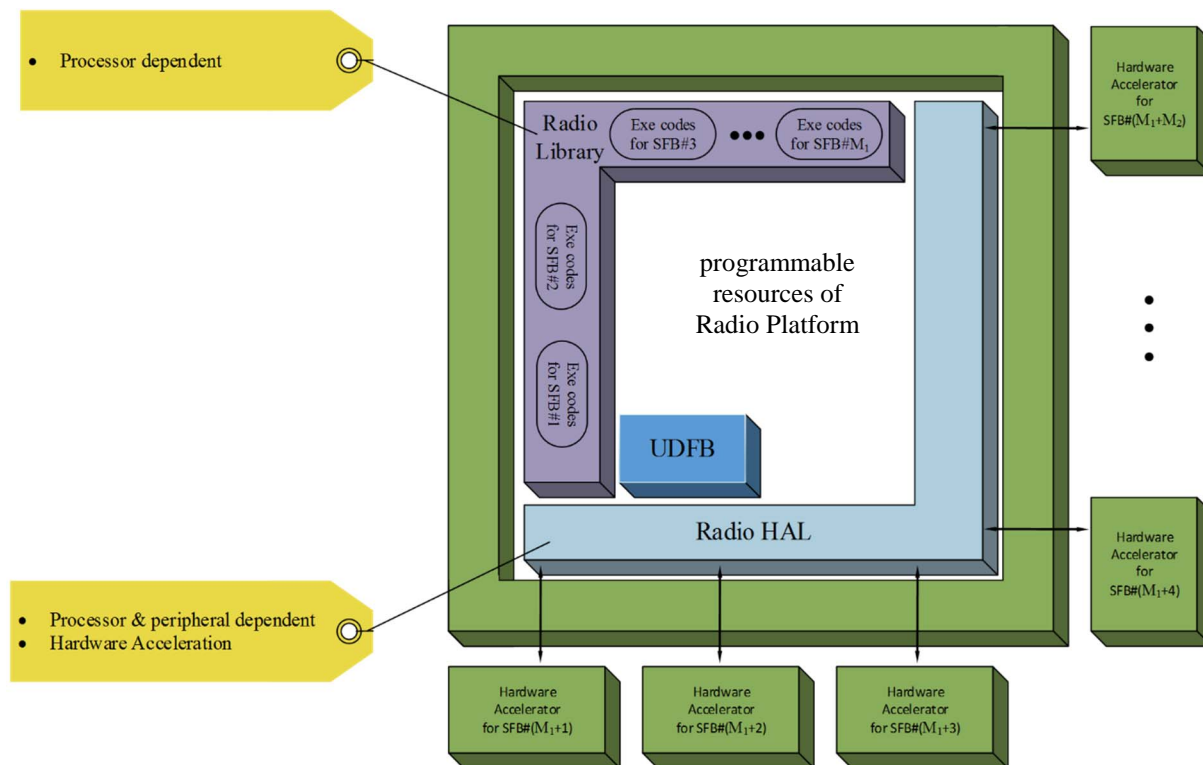 • Processor dependent
Radio
Library
Exe codes
for SFB#3
•••
Exe codes
for SFB#M₁
Hardware
Accelerator
for
SFB#(M₁+M₂)
Exe codes
for SFB#2
programmable
resources of
Radio Platform
Exe codes
for SFB#1
UDFB
Radio HAL
Hardware
Accelerator
for
SFB#(M₁+4)
• Processor & peripheral dependent
• Hardware Acceleration
Hardware
Accelerator
for SFB#(M₁+1)
Hardware
Accelerator
for SFB#(M₁+2)
Hardware
Accelerator
for SFB#(M₁+3)